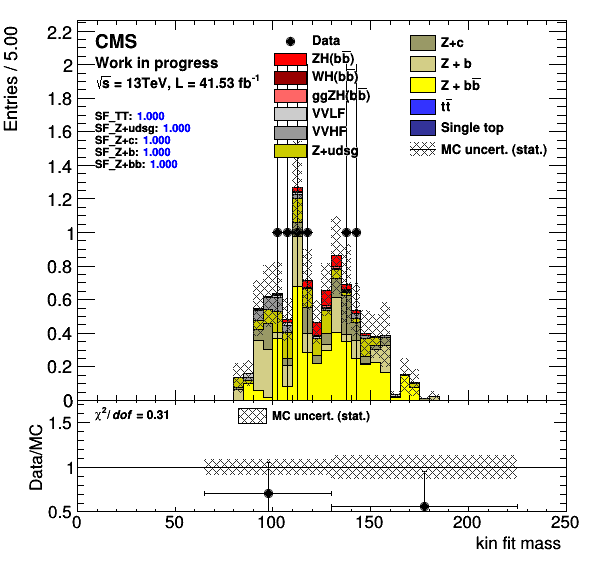 CMS
Work in progress
√s = 13TeV, L = 41.53 fb⁻¹
SF_TT: 1.000
SF_Z+udsg: 1.000
SF_Z+c: 1.000
SF_Z+b: 1.000
SF_Z+bb: 1.000
Data
ZH(bb̅)
WH(bb̅)
ggZH(bb̅)
VVLF
VVHF
Z+udsg
Z+c
Z + b
Z + bb̅
tt̅
Single top
MC uncert. (stat.)
Entries / 5.00
2.2
2
1.8
1.6
1.4
1.2
1
0.8
0.6
0.4
0.2
0
χ²/dof = 0.31
MC uncert. (stat.)
Data/MC
1.5
1
0.5
0 50 100 150 200 250
kin fit mass